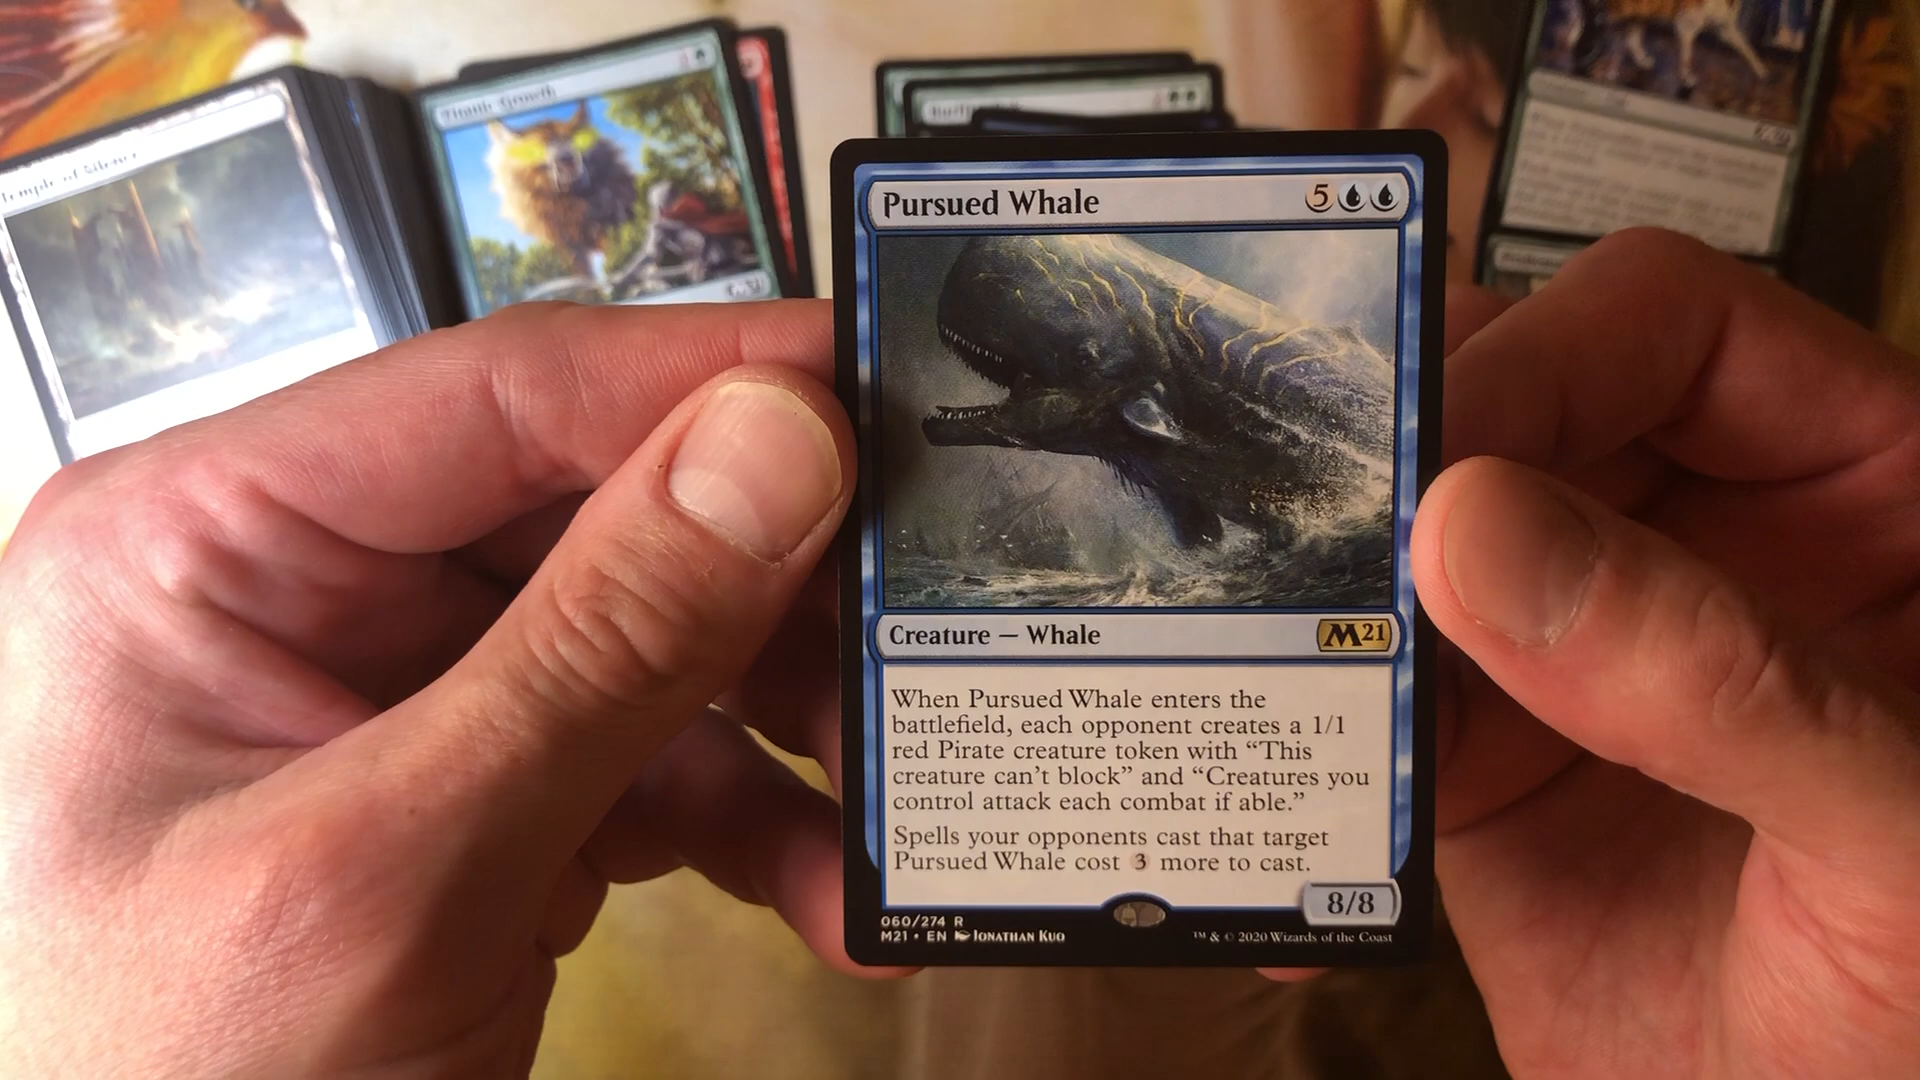 Temple of Silence
Titanic Growth
Pursued Whale
5
Creature — Whale
M21
When Pursued Whale enters the
battlefield, each opponent creates a 1/1
red Pirate creature token with “This
creature can't block” and “Creatures you
control attack each combat if able.”
Spells your opponents cast that target
Pursued Whale cost 3 more to cast.
8/8
060/274 R
M21 • EN Jonathan Kuo
™ & © 2020 Wizards of the Coast